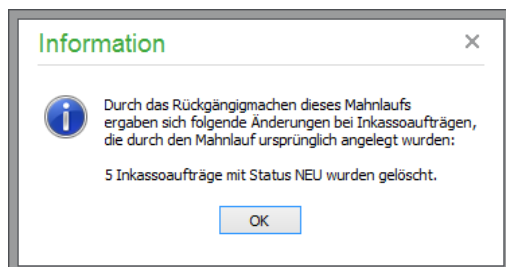 Information
Durch das Rückgängigmachen dieses Mahnlaufs
ergaben sich folgende Änderungen bei Inkassoaufträgen,
die durch den Mahnlauf ursprünglich angelegt wurden:
5 Inkassoaufträge mit Status NEU wurden gelöscht.
OK